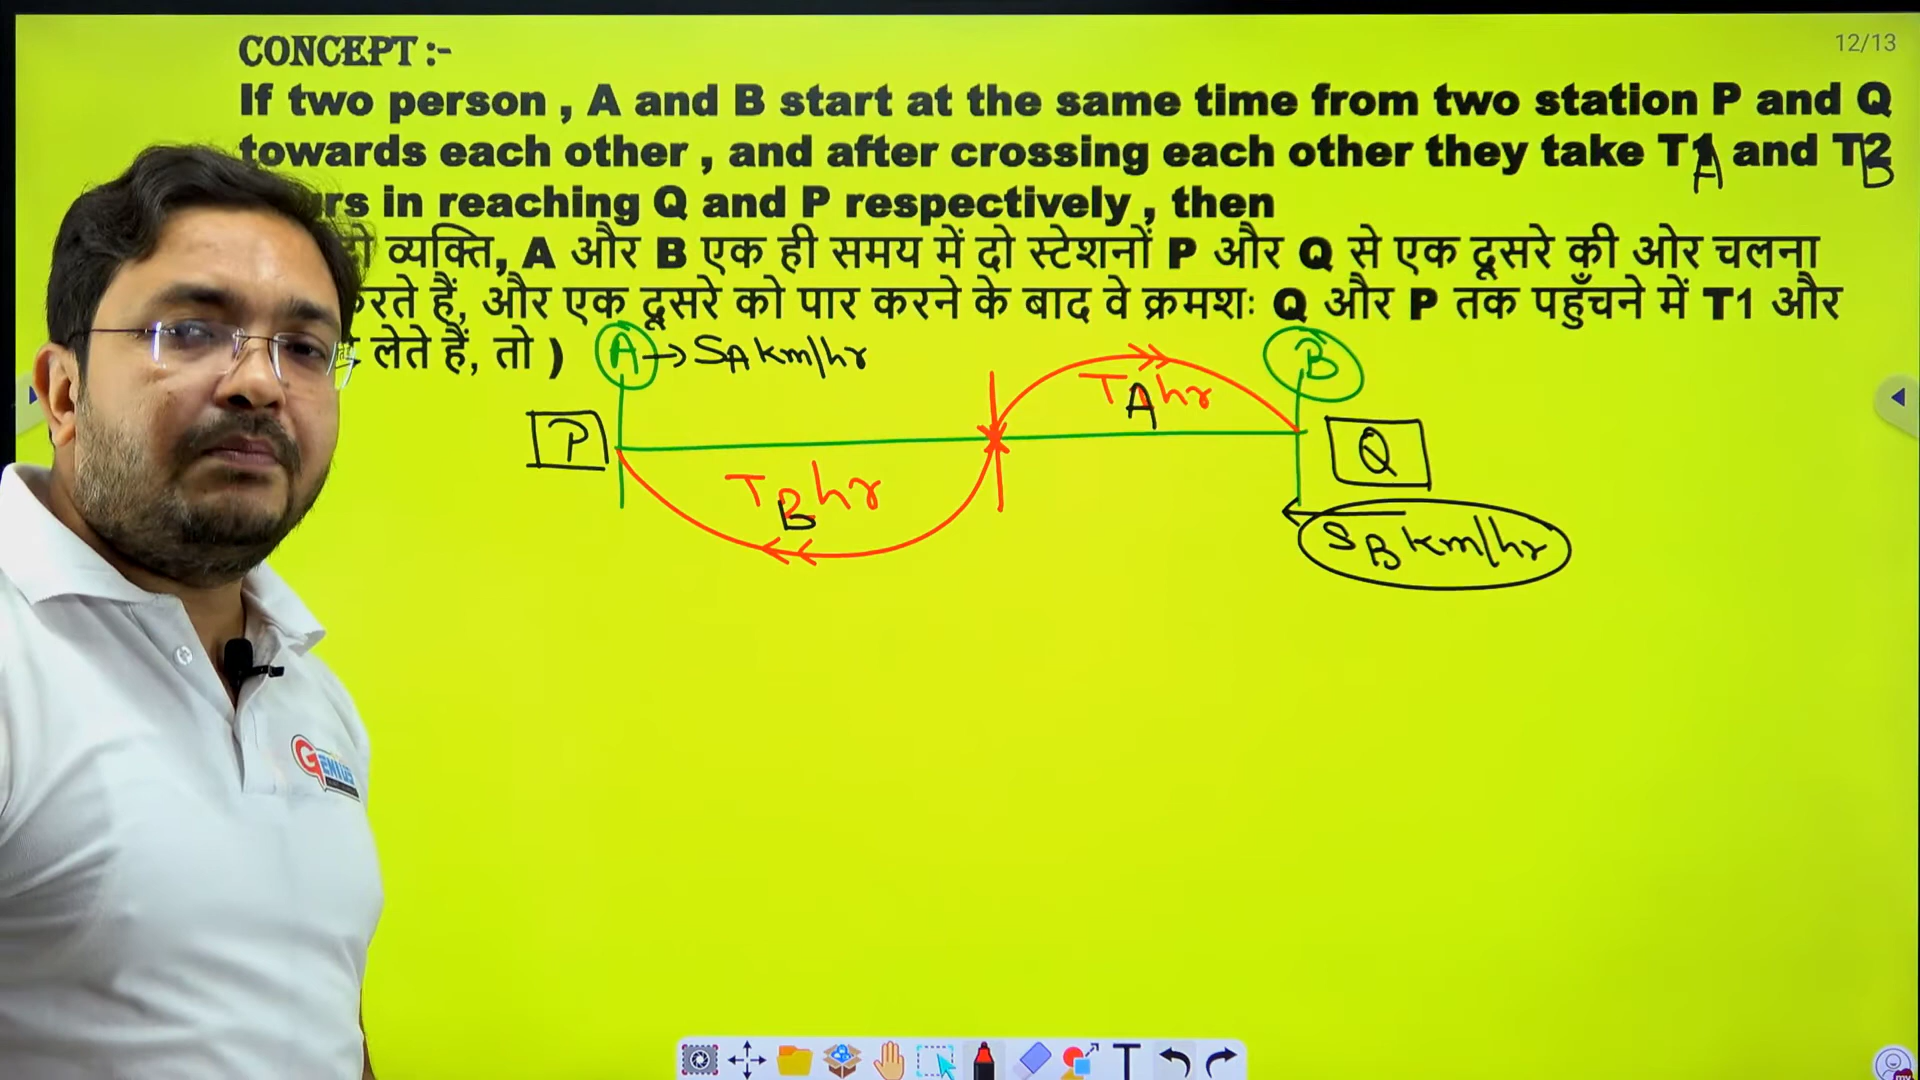 CONCEPT :-
12/13
If two person , A and B start at the same time from two station P and Q
towards each other , and after crossing each other they take T1 A and T2 B
in reaching Q and P respectively , then
व्यक्ति, A और B एक ही समय में दो स्टेशनों P और Q से एक दूसरे की ओर चलना
करते हैं, और एक दूसरे को पार करने के बाद वे क्रमशः Q और P तक पहुँचने में T1 और
लेते हैं, तो )
A → SA km/hr
B
TA hr
P
Q
TB hr
SB km/hr
GENIUS
T